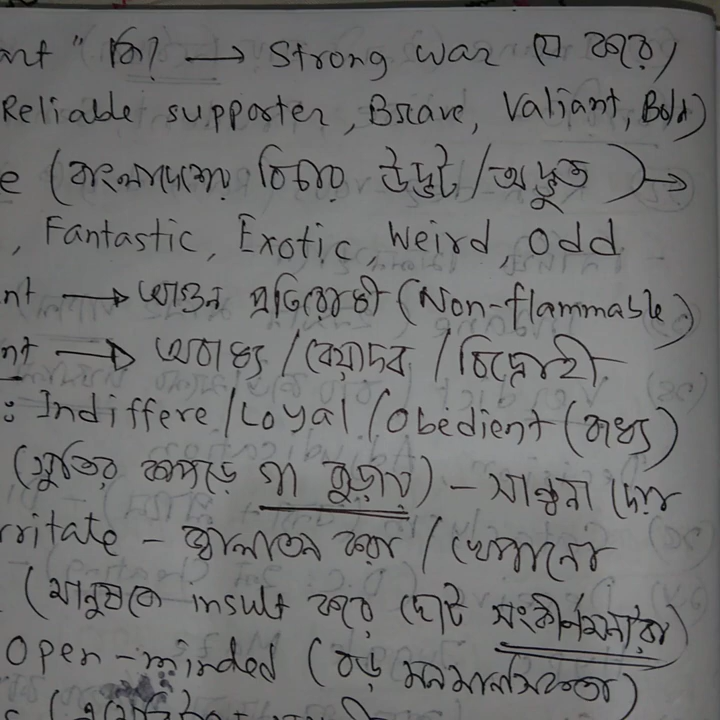 nt" কি? → Strong war যে করে,
Reliable supporter, Brave, Valiant, Bold)
e (বাংলাদেশের চিটার উদ্ভট/অদ্ভুত) →
, Fantastic, Exotic, Weird, Odd
nt → আগুন প্রতিরোধী (Non-flammable)
nt → অবাধ্য / বেয়াদব / বিদ্রোহী
: Indiffere/Loyal/Obedient (বাধ্য)
(সুতির কাপড়ে গা জুড়ায়) – সান্ত্বনা দেয়া
rritate – জ্বালাতন করা / খেপানো
(মানুষকে insult করে ছোট সংকীর্ণমনারা)
Open-minded (বড় মনমানসিকতা)